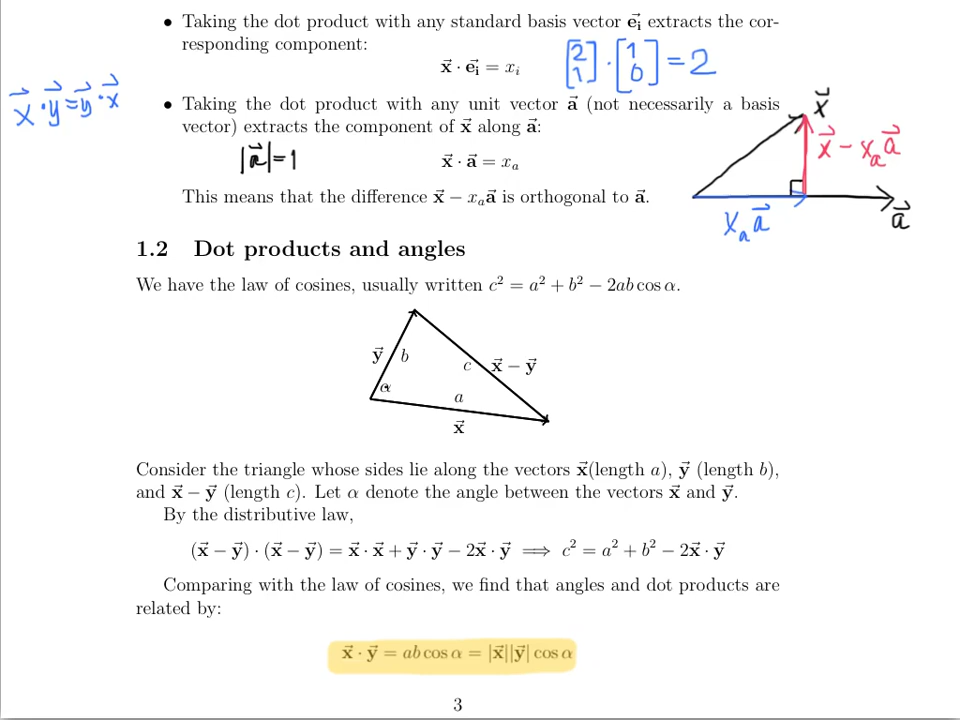 • Taking the dot product with any standard basis vector e⃗ᵢ extracts the cor-
responding component:
x⃗ · e⃗ᵢ = xᵢ
[2 1] · [1 0] = 2
x⃗ · y⃗ = y⃗ · x⃗
• Taking the dot product with any unit vector a⃗ (not necessarily a basis
vector) extracts the component of x⃗ along a⃗:
|a⃗| = 1
x⃗ · a⃗ = xₐ
This means that the difference x⃗ − xₐa⃗ is orthogonal to a⃗.
x⃗
x⃗ − xₐa⃗
xₐa⃗
a⃗
1.2 Dot products and angles
We have the law of cosines, usually written c² = a² + b² − 2ab cos α.
y⃗ b
c x⃗ − y⃗
α
a
x⃗
Consider the triangle whose sides lie along the vectors x⃗(length a), y⃗ (length b),
and x⃗ − y⃗ (length c). Let α denote the angle between the vectors x⃗ and y⃗.
By the distributive law,
(x⃗ − y⃗) · (x⃗ − y⃗) = x⃗ · x⃗ + y⃗ · y⃗ − 2x⃗ · y⃗ ⟹ c² = a² + b² − 2x⃗ · y⃗
Comparing with the law of cosines, we find that angles and dot products are
related by:
x⃗ · y⃗ = ab cos α = |x⃗||y⃗| cos α
3